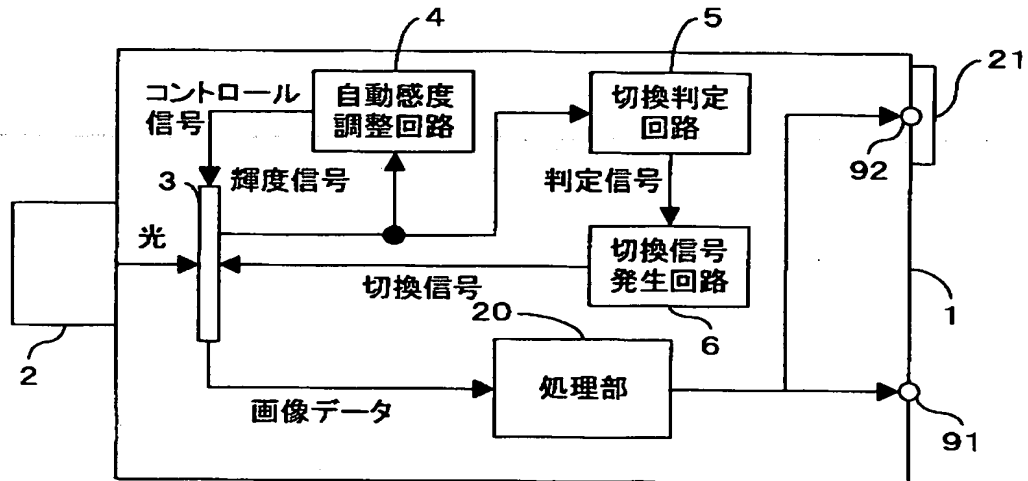 4
5
21
コントロール
信号
自動感度
調整回路
切換判定
回路
92
3
輝度信号
判定信号
光
切換信号
切換信号
発生回路
1
2
20
6
処理部
画像データ
91